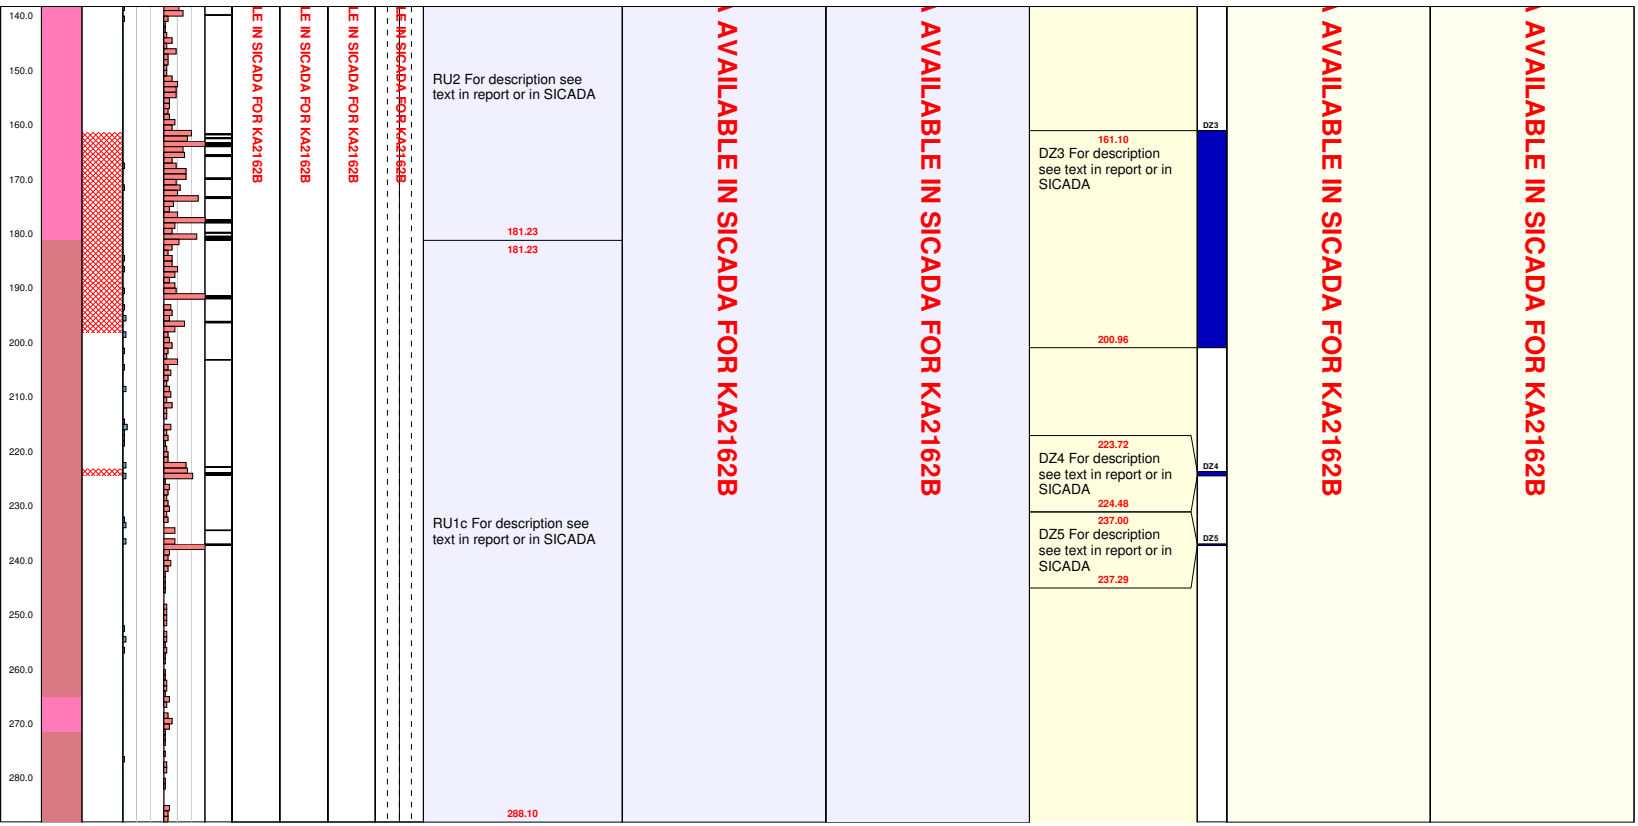 140.0
150.0
160.0
170.0
180.0
190.0
200.0
210.0
220.0
230.0
240.0
250.0
260.0
270.0
280.0
LE IN SICADA FOR KA2162B
LE IN SICADA FOR KA2162B
LE IN SICADA FOR KA2162B
LE IN SICADA FOR KA2162B
RU2 For description see
text in report or in SICADA
181.23
181.23
RU1c For description see
text in report or in SICADA
288.10
A AVAILABLE IN SICADA FOR KA2162B
A AVAILABLE IN SICADA FOR KA2162B
161.10
DZ3 For description
see text in report or in
SICADA
200.96
223.72
DZ4 For description
see text in report or in
SICADA
224.48
237.00
DZ5 For description
see text in report or in
SICADA
237.29
DZ3
DZ4
DZ5
A AVAILABLE IN SICADA FOR KA2162B
A AVAILABLE IN SICADA FOR KA2162B